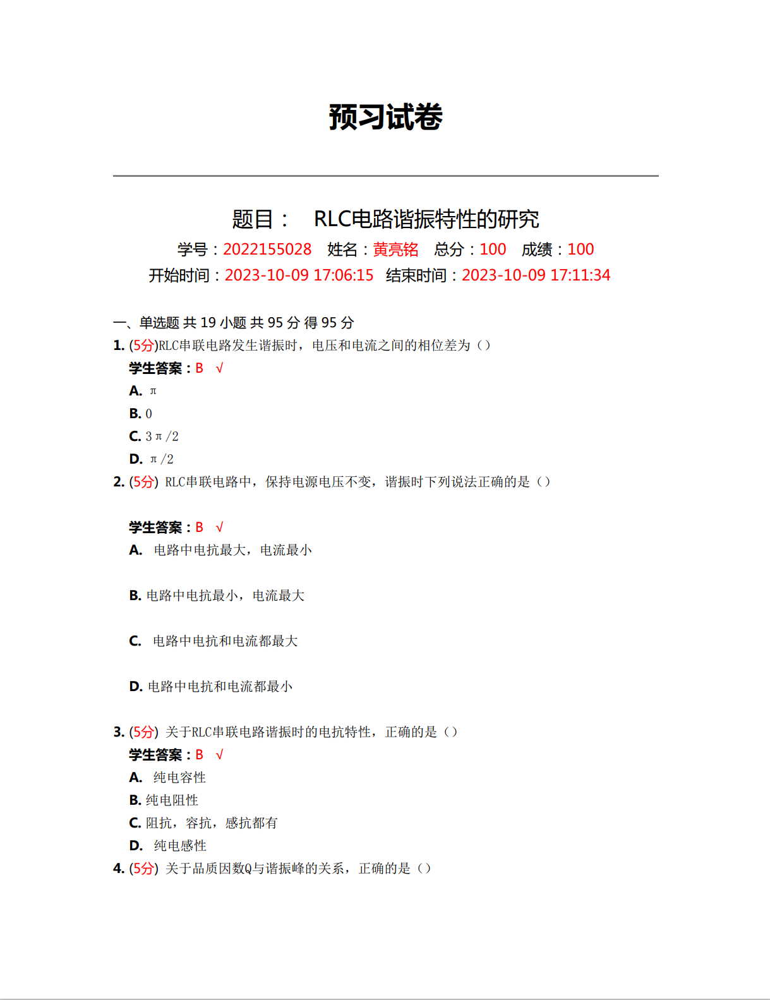 预习试卷
题目： RLC电路谐振特性的研究
学号：2022155028 姓名：黄亮铭 总分：100 成绩：100
开始时间：2023-10-09 17:06:15 结束时间：2023-10-09 17:11:34
一、单选题 共 19 小题 共 95 分 得 95 分
1. (5分)RLC串联电路发生谐振时，电压和电流之间的相位差为（）
学生答案：B √
A. π
B. 0
C. 3π/2
D. π/2
2. (5分) RLC串联电路中，保持电源电压不变，谐振时下列说法正确的是（）
学生答案：B √
A. 电路中电抗最大，电流最小
B. 电路中电抗最小，电流最大
C. 电路中电抗和电流都最大
D. 电路中电抗和电流都最小
3. (5分) 关于RLC串联电路谐振时的电抗特性，正确的是（）
学生答案：B √
A. 纯电容性
B. 纯电阻性
C. 阻抗，容抗，感抗都有
D. 纯电感性
4. (5分) 关于品质因数Q与谐振峰的关系，正确的是（）